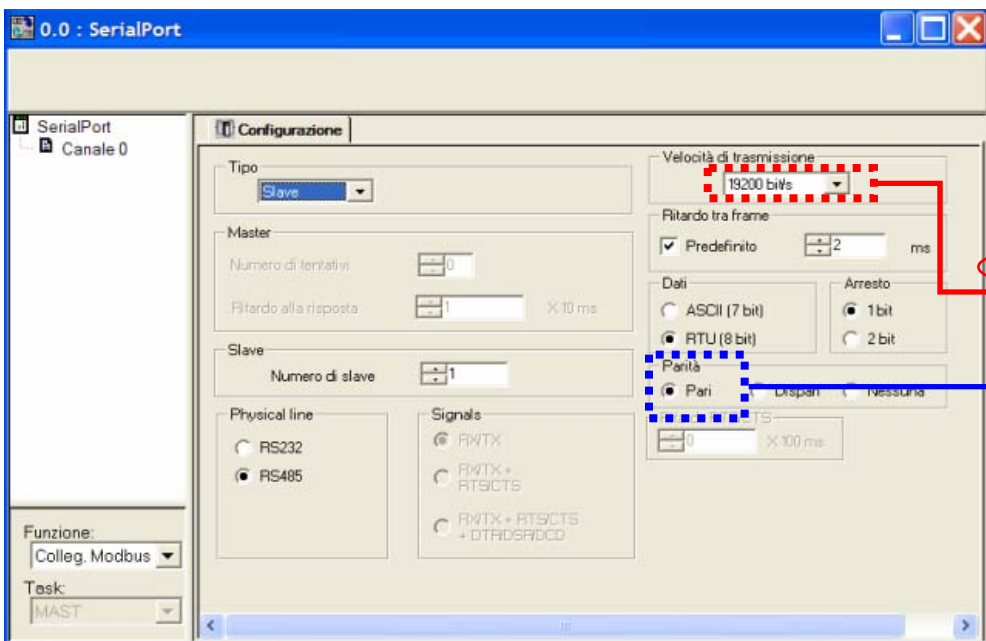 0.0 : SerialPort
SerialPort
Canale 0
Configurazione
Tipo
Slave
Master
Numero di tentativi
0
Ritardo alla risposta
1
X 10 ms
Slave
Numero di slave
1
Physical line
RS232
RS485
Signals
RX/TX
RX/TX +
RTS/CTS
RX/TX + RTS/CTS
+ DTR/DSR/DCD
Velocità di trasmissione
19200 bit/s
Ritardo tra frame
Predefinito
2
ms
Dati
ASCII (7 bit)
RTU (8 bit)
Arresto
1 bit
2 bit
Parità
Pari
Dispari
Nessuna
0
X 100 ms
Funzione:
Colleg. Modbus
Task:
MAST